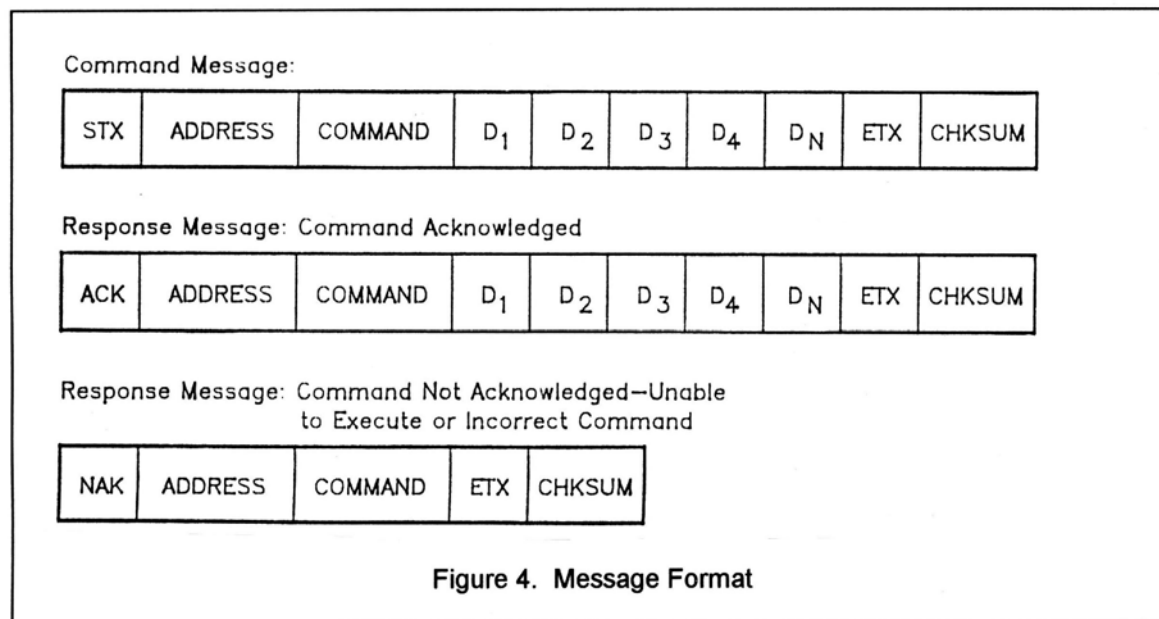 Command Message:
STX ADDRESS COMMAND D1 D2 D3 D4 DN ETX CHKSUM
Response Message: Command Acknowledged
ACK ADDRESS COMMAND D1 D2 D3 D4 DN ETX CHKSUM
Response Message: Command Not Acknowledged–Unable
to Execute or Incorrect Command
NAK ADDRESS COMMAND ETX CHKSUM
Figure 4. Message Format